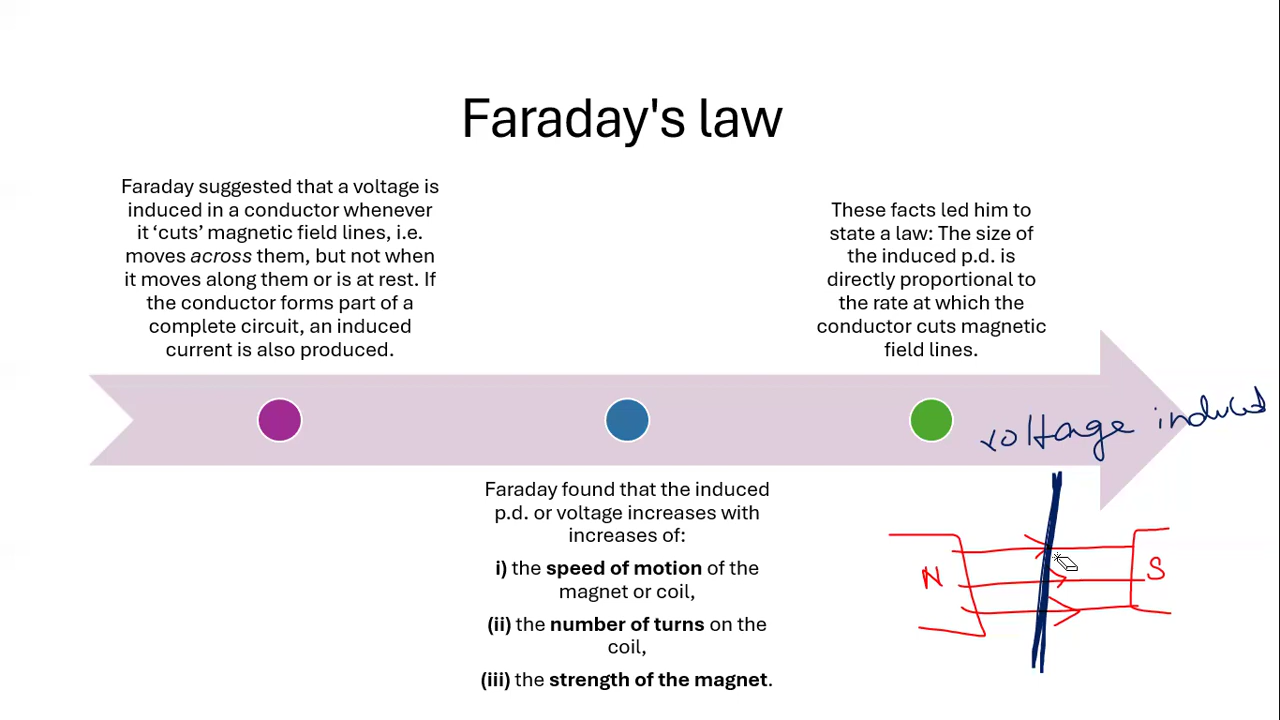 Faraday's law
Faraday suggested that a voltage is
induced in a conductor whenever
it ‘cuts’ magnetic field lines, i.e.
moves across them, but not when
it moves along them or is at rest. If
the conductor forms part of a
complete circuit, an induced
current is also produced.
Faraday found that the induced
p.d. or voltage increases with
increases of:
i) the speed of motion of the
magnet or coil,
(ii) the number of turns on the
coil,
(iii) the strength of the magnet.
These facts led him to
state a law: The size of
the induced p.d. is
directly proportional to
the rate at which the
conductor cuts magnetic
field lines.
voltage induced
N
S